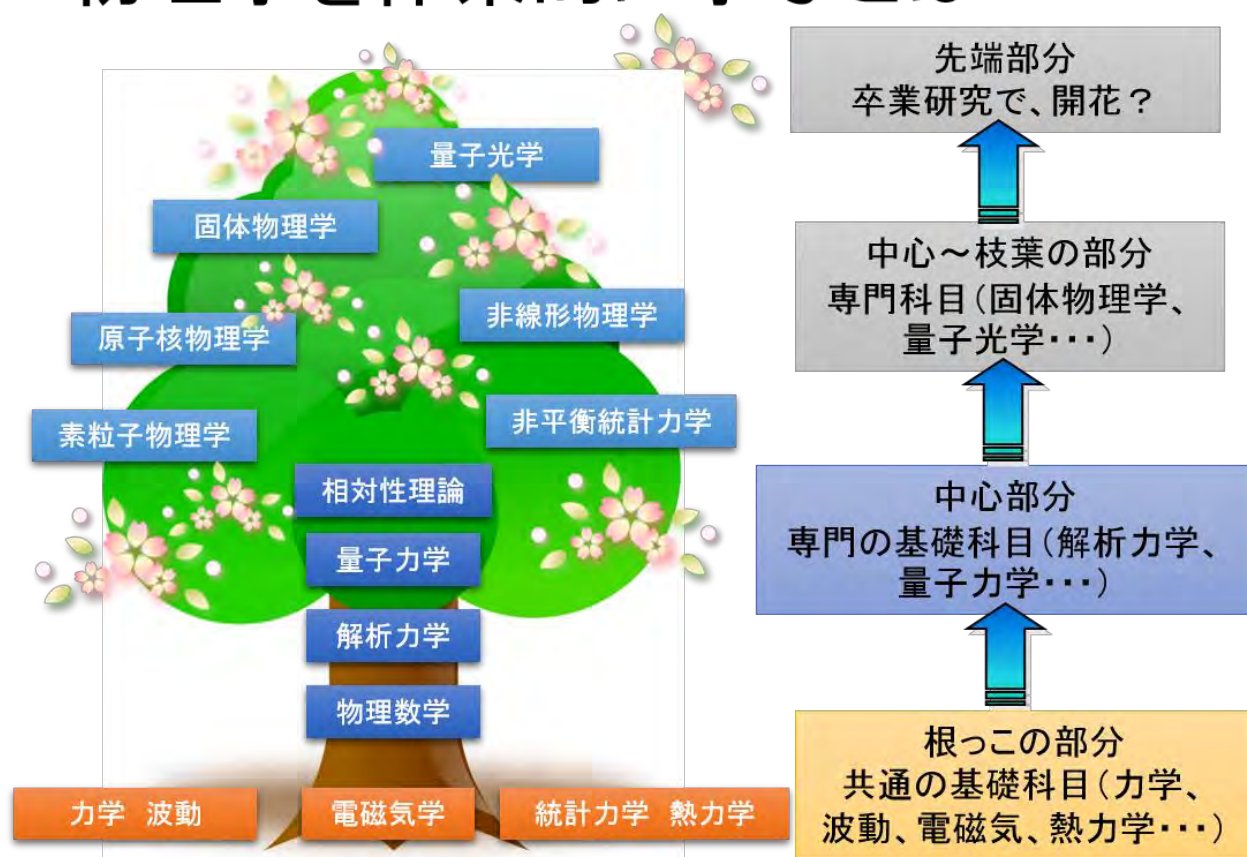 量子光学
固体物理学
非線形物理学
原子核物理学
非平衡統計力学
素粒子物理学
相対性理論
量子力学
解析力学
物理数学
力学 波動
電磁気学
統計力学 熱力学
先端部分
卒業研究で、開花？
中心～枝葉の部分
専門科目(固体物理学、
量子光学･･･)
中心部分
専門の基礎科目(解析力学、
量子力学･･･)
根っこの部分
共通の基礎科目(力学、
波動、電磁気、熱力学･･･)